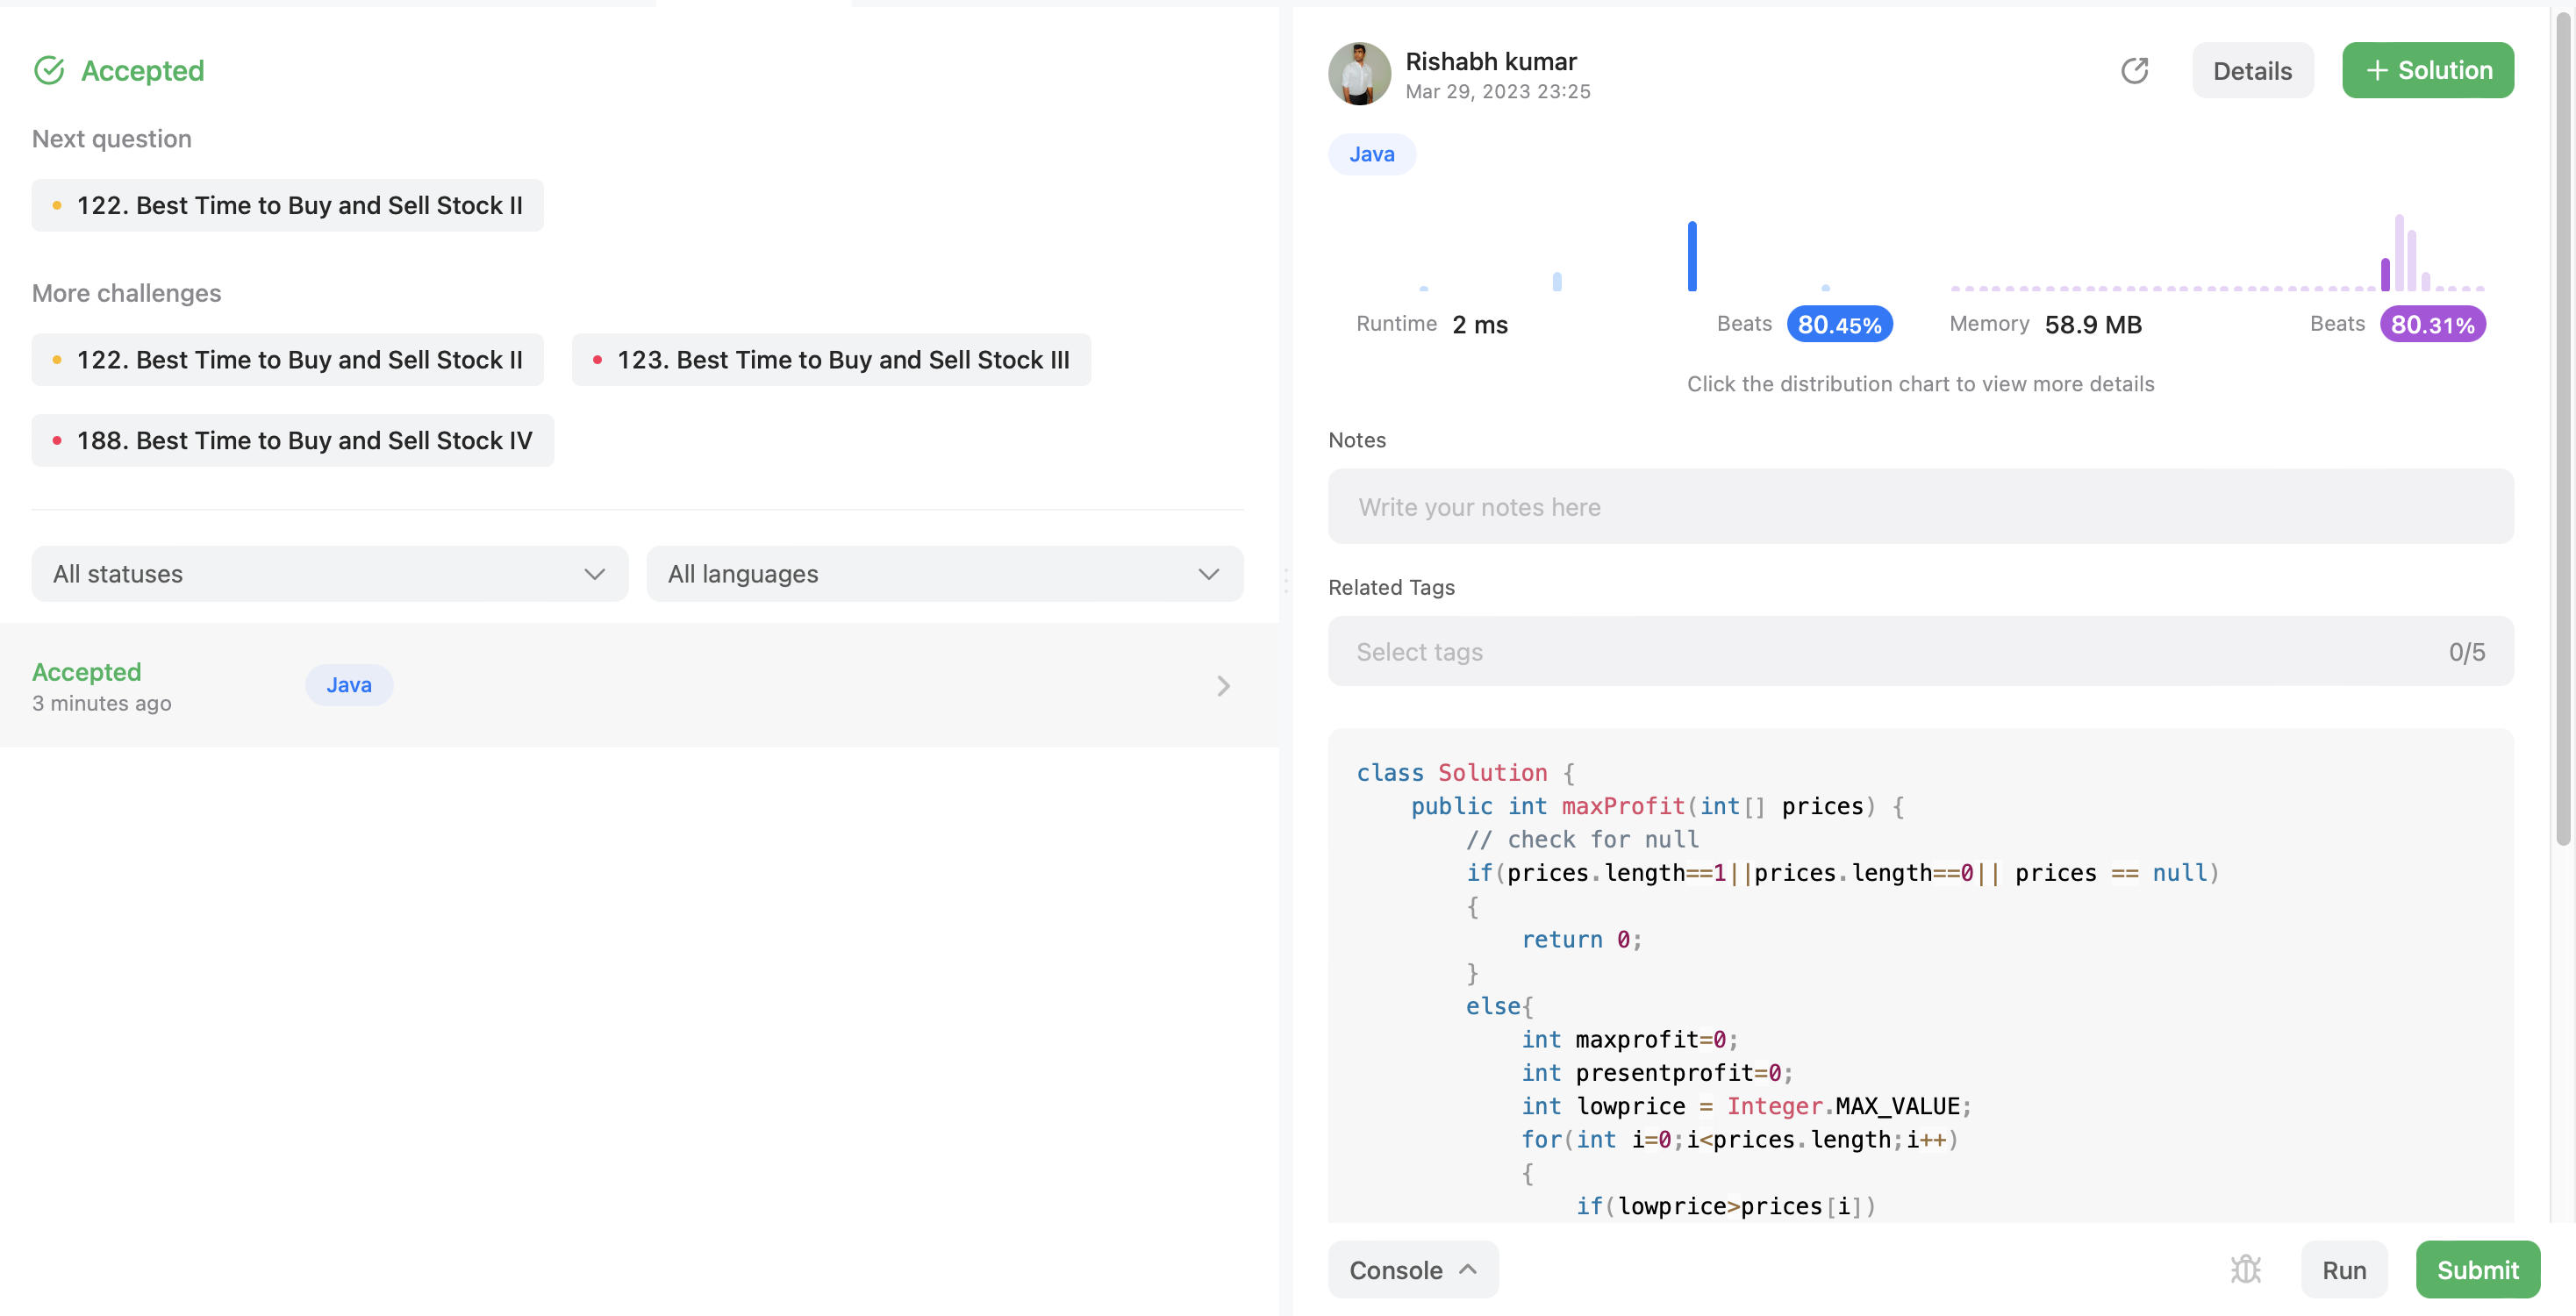 Accepted
Next question
122. Best Time to Buy and Sell Stock II
More challenges
122. Best Time to Buy and Sell Stock II
123. Best Time to Buy and Sell Stock III
188. Best Time to Buy and Sell Stock IV
All statuses
All languages
Accepted
3 minutes ago
Java
Rishabh kumar
Mar 29, 2023 23:25
Details
+ Solution
Java
Runtime 2 ms
Beats 80.45%
Memory 58.9 MB
Beats 80.31%
Click the distribution chart to view more details
Notes
Write your notes here
Related Tags
Select tags
0/5
class Solution {
    public int maxProfit(int[] prices) {
        // check for null
        if(prices.length==1||prices.length==0|| prices == null)
        {
            return 0;
        }
        else{
            int maxprofit=0;
            int presentprofit=0;
            int lowprice = Integer.MAX_VALUE;
            for(int i=0;i<prices.length;i++)
            {
                if(lowprice>prices[i])
Console
Run
Submit